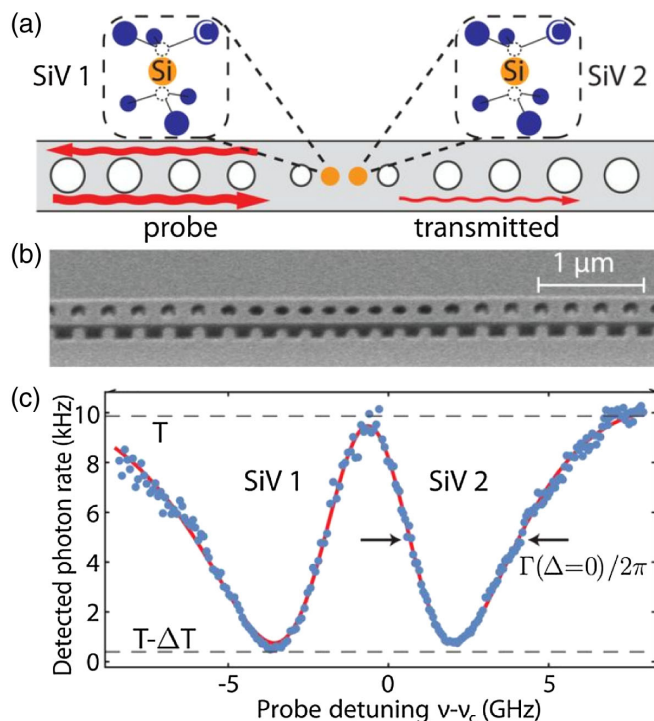 (a)
SiV 1
Si
Si
SiV 2
probe
transmitted
(b)
1 μm
(c)
Detected photon rate (kHz)
10
8
6
4
2
0
T
SiV 1
SiV 2
Γ(Δ=0)/2π
T-ΔT
-5
0
5
Probe detuning ν-νc (GHz)